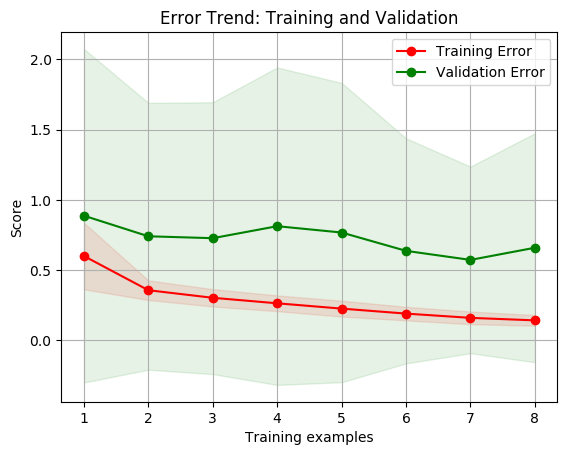 Error Trend: Training and Validation
Training Error
Validation Error
2.0
1.5
1.0
0.5
0.0
Score
1 2 3 4 5 6 7 8
Training examples